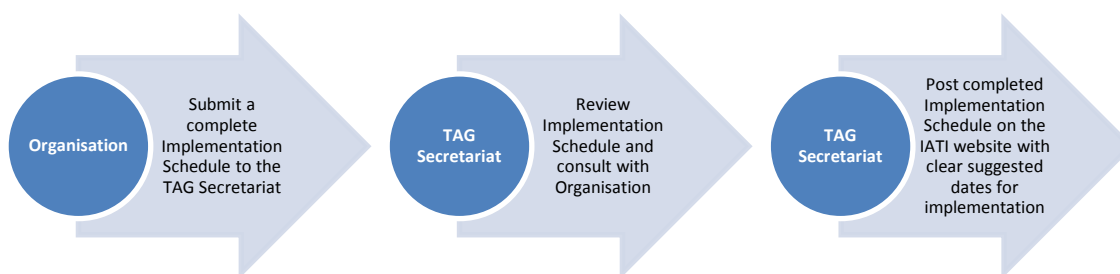 Organisation
Submit a
complete
Implementation
Schedule to the
TAG Secretariat
TAG
Secretariat
Review
Implementation
Schedule and
consult with
Organisation
TAG
Secretariat
Post completed
Implementation
Schedule on the
IATI website with
clear suggested
dates for
implementation